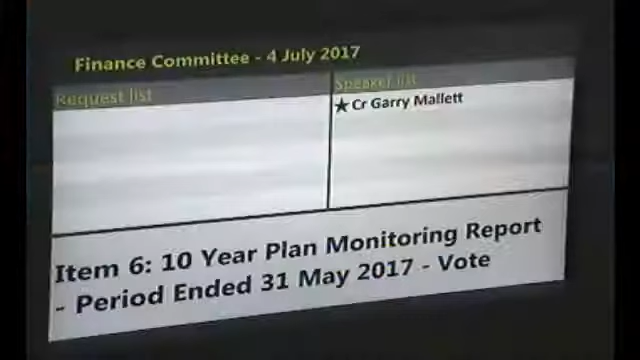 Finance Committee - 4 July 2017
Request list
Speaker list
★ Cr Garry Mallett
Item 6: 10 Year Plan Monitoring Report
- Period Ended 31 May 2017 - Vote